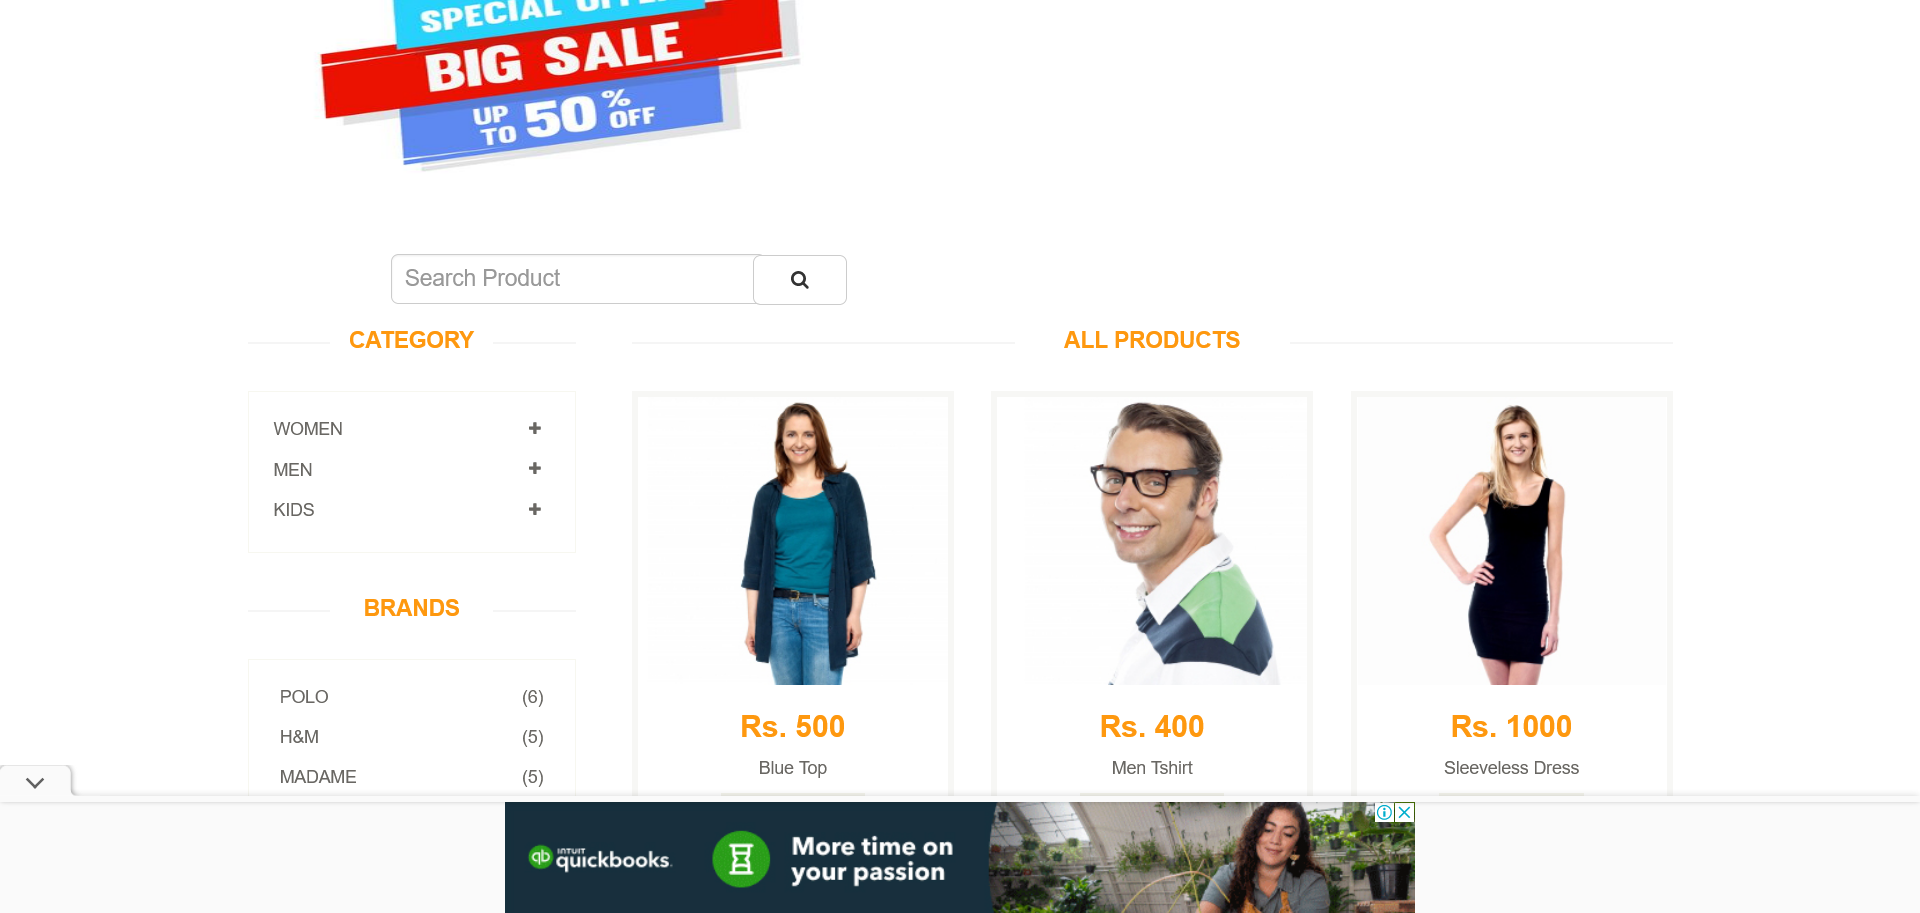 SPECIAL OFFER
BIG SALE
UP TO 50% OFF
Search Product
CATEGORY
WOMEN
MEN
KIDS
BRANDS
POLO (6)
H&M (5)
MADAME (5)
ALL PRODUCTS
Rs. 500
Blue Top
Rs. 400
Men Tshirt
Rs. 1000
Sleeveless Dress
INTUIT
quickbooks.
More time on
your passion